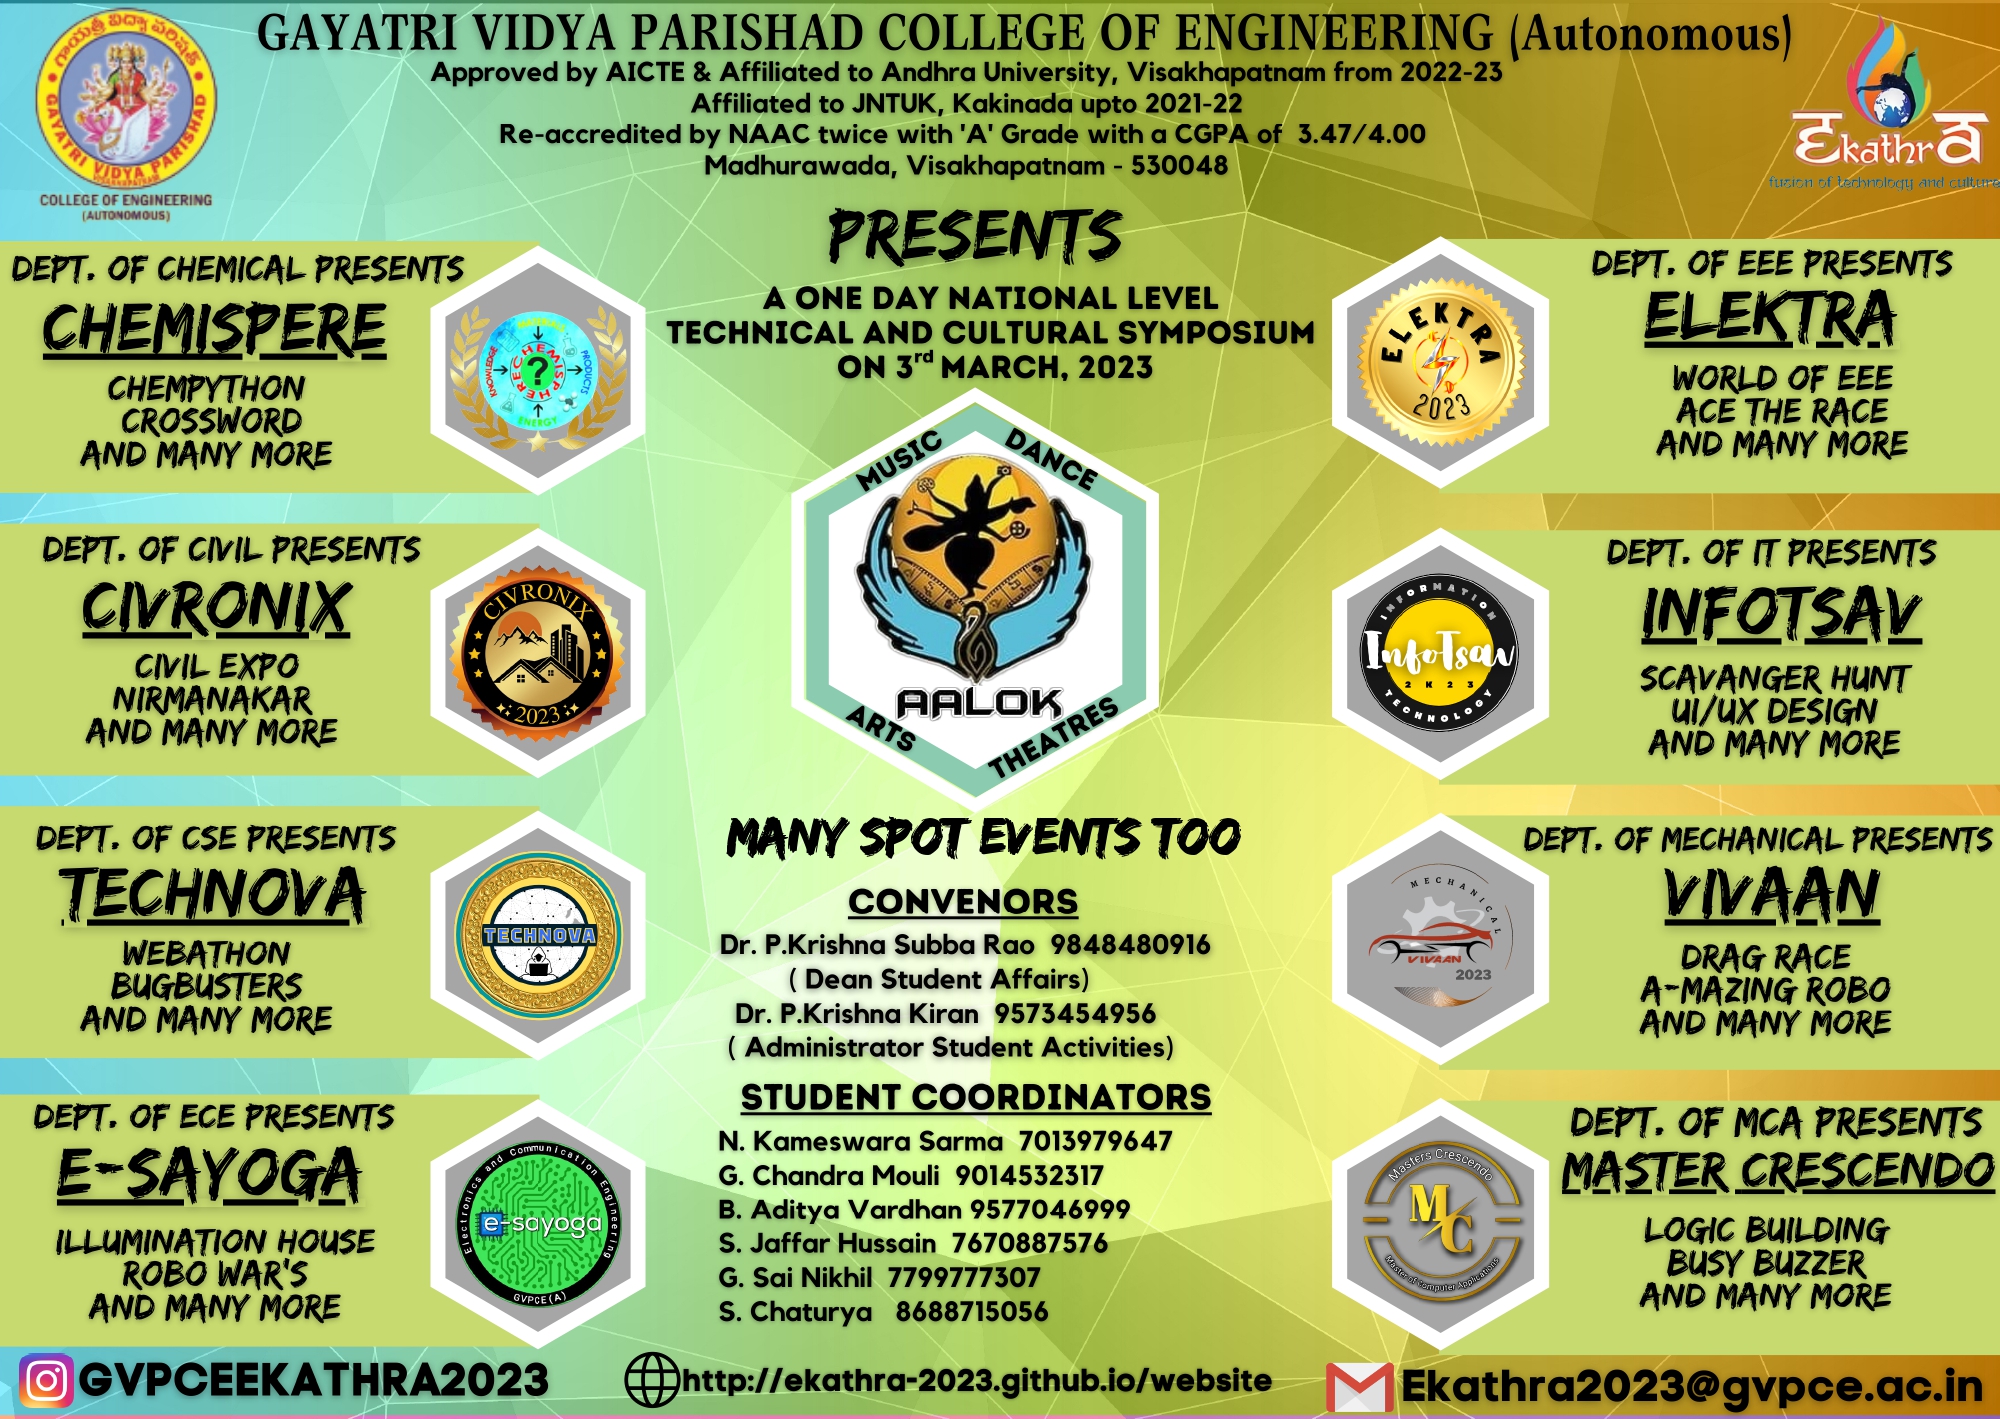 GAYATRI VIDYA PARISHAD COLLEGE OF ENGINEERING (Autonomous)
Approved by AICTE & Affiliated to Andhra University, Visakhapatnam from 2022-23
Affiliated to JNTUK, Kakinada upto 2021-22
Re-accredited by NAAC twice with 'A' Grade with a CGPA of 3.47/4.00
Madhurawada, Visakhapatnam - 530048
గాయత్రీ విద్యా పరిషత్
GAYATRI VIDYA PARISHAD
VISAKHAPATNAM
COLLEGE OF ENGINEERING
(AUTONOMOUS)
EkathrA
fusion of technology and culture
PRESENTS
A ONE DAY NATIONAL LEVEL
TECHNICAL AND CULTURAL SYMPOSIUM
ON 3rd MARCH, 2023
DEPT. OF CHEMICAL PRESENTS
CHEMISPERE
CHEMPYTHON
CROSSWORD
AND MANY MORE
MATERIALS
KNOWLEDGE
CHEMISPHERE
?
PRODUCTS
ENERGY
DEPT. OF CIVIL PRESENTS
CIVRONIX
CIVIL EXPO
NIRMANAKAR
AND MANY MORE
CIVRONIX
2023
DEPT. OF CSE PRESENTS
TECHNOVA
WEBATHON
BUGBUSTERS
AND MANY MORE
TECHNOVA
DEPT. OF ECE PRESENTS
E-SAYOGA
ILLUMINATION HOUSE
ROBO WAR'S
AND MANY MORE
Electronics and Communication Engineering
e-sayoga
GVPCE(A)
MUSIC
DANCE
AALOK
ARTS
THEATRES
MANY SPOT EVENTS TOO
CONVENORS
Dr. P.Krishna Subba Rao 9848480916
( Dean Student Affairs)
Dr. P.Krishna Kiran 9573454956
( Administrator Student Activities)
STUDENT COORDINATORS
N. Kameswara Sarma 7013979647
G. Chandra Mouli 9014532317
B. Aditya Vardhan 9577046999
S. Jaffar Hussain 7670887576
G. Sai Nikhil 7799777307
S. Chaturya 8688715056
DEPT. OF EEE PRESENTS
ELEKTRA
WORLD OF EEE
ACE THE RACE
AND MANY MORE
ELEKTRA
2023
DEPT. OF IT PRESENTS
INFOTSAV
SCAVANGER HUNT
UI/UX DESIGN
AND MANY MORE
INFORMATION
InfoTsav
2K23
TECHNOLOGY
DEPT. OF MECHANICAL PRESENTS
VIVAAN
DRAG RACE
A-MAZING ROBO
AND MANY MORE
MECHANICAL
VIVAAN
2023
DEPT. OF MCA PRESENTS
MASTER CRESCENDO
LOGIC BUILDING
BUSY BUZZER
AND MANY MORE
Masters Crescendo
MC
Master of Computer Applications
GVPCEEKATHRA2023
http://ekathra-2023.github.io/website
Ekathra2023@gvpce.ac.in